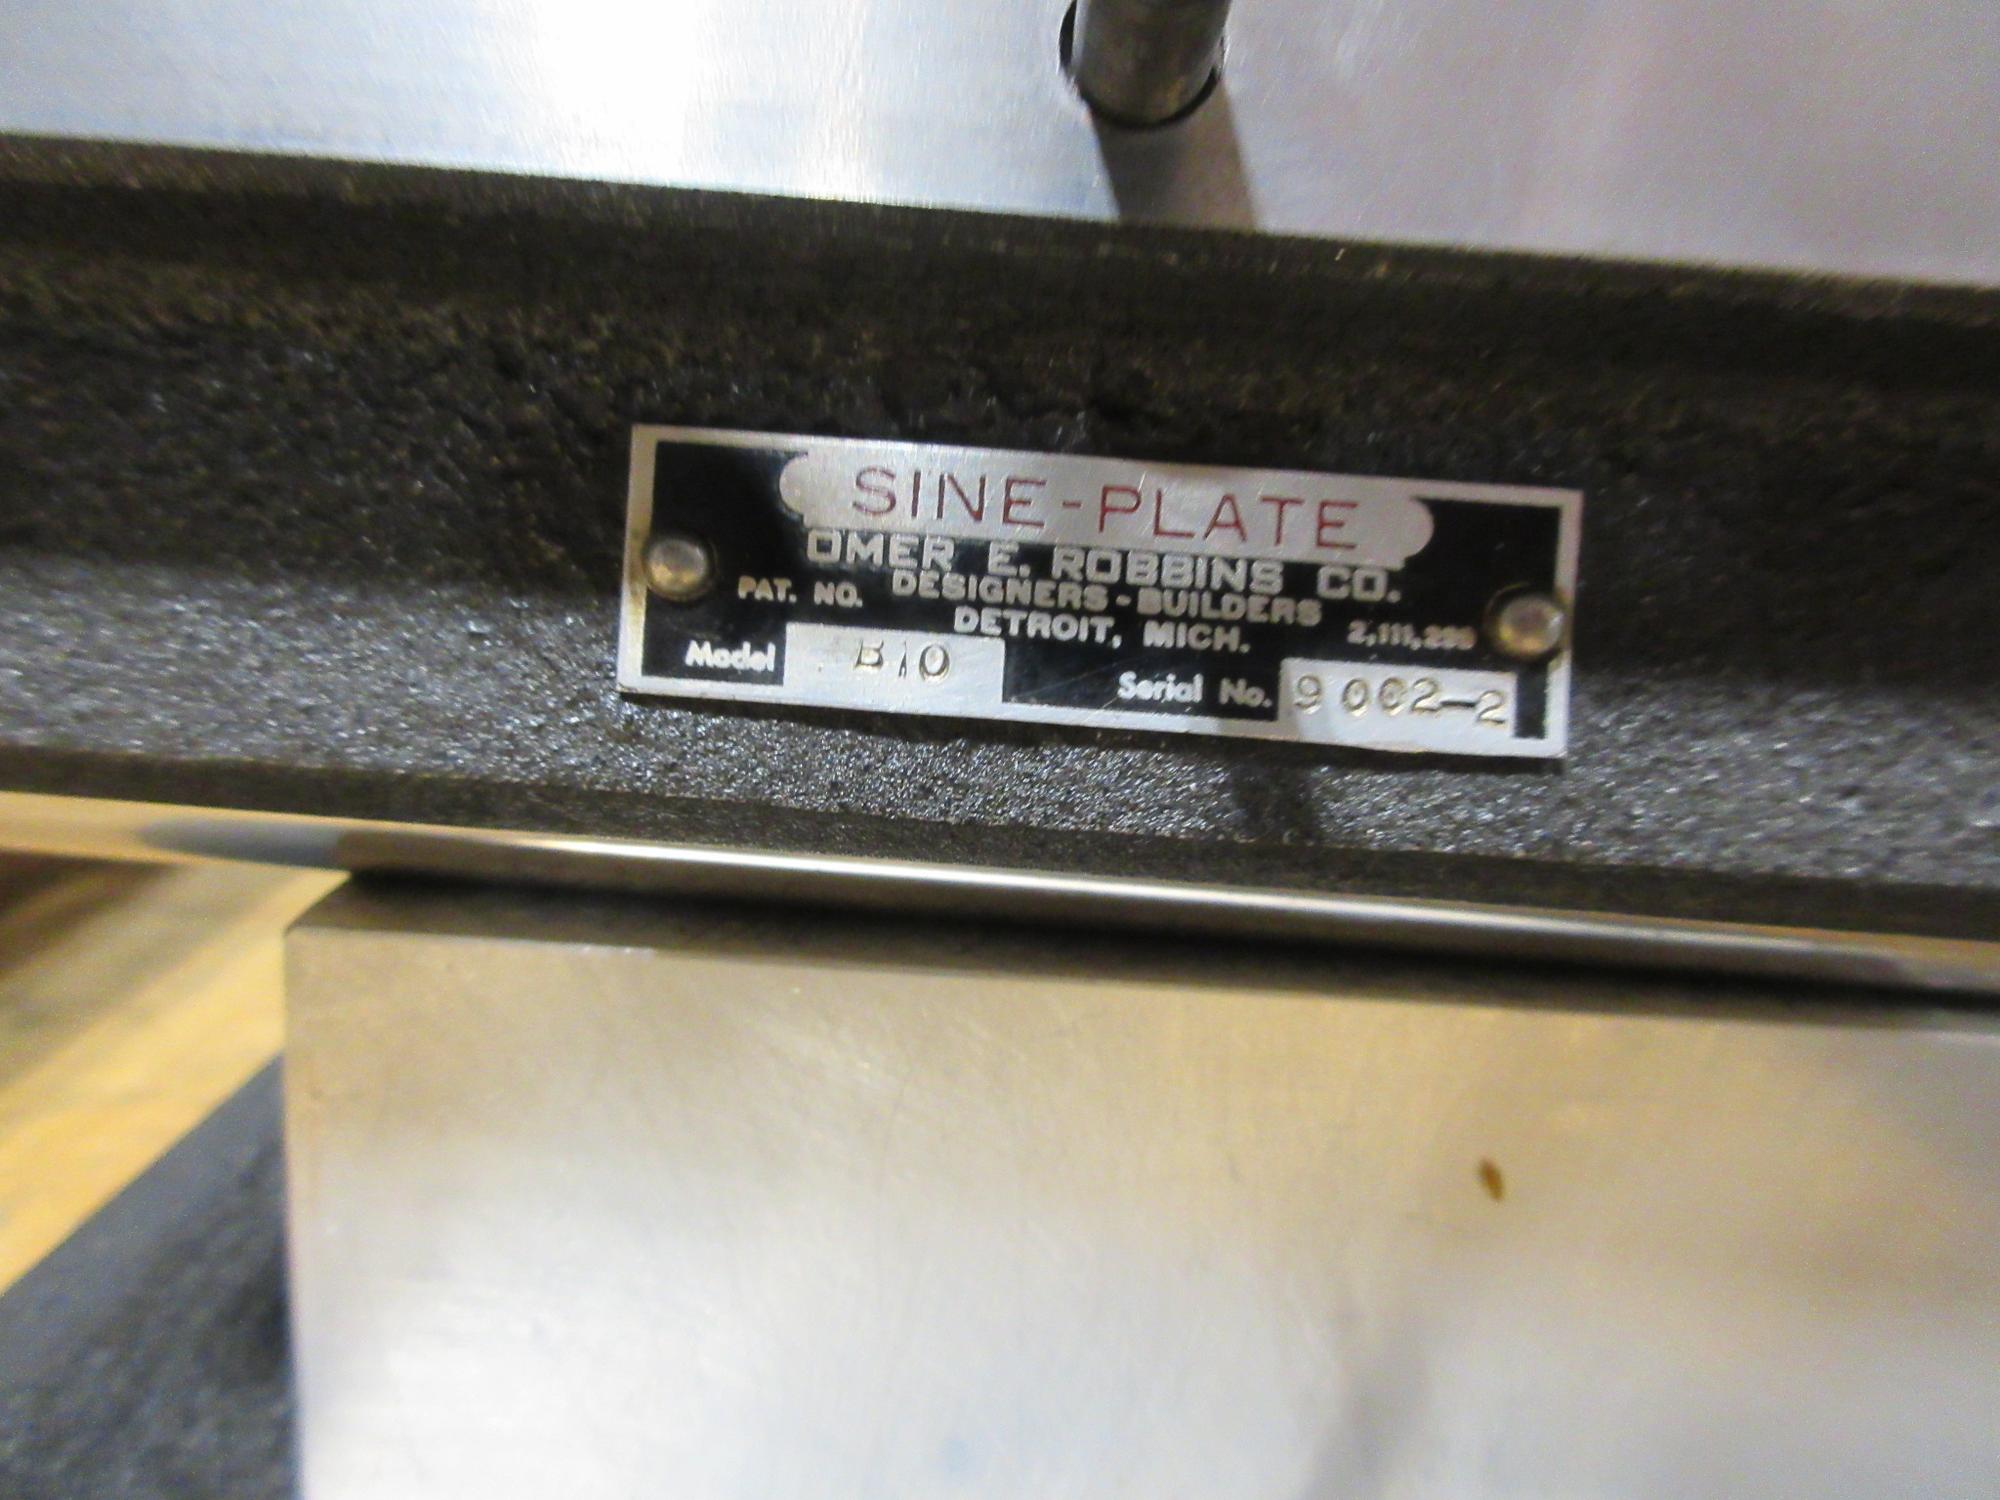 SINE-PLATE
OMER E. ROBBINS CO.
PAT. NO. DESIGNERS-BUILDERS
DETROIT, MICH.
Model B10 Serial No. 9002-2